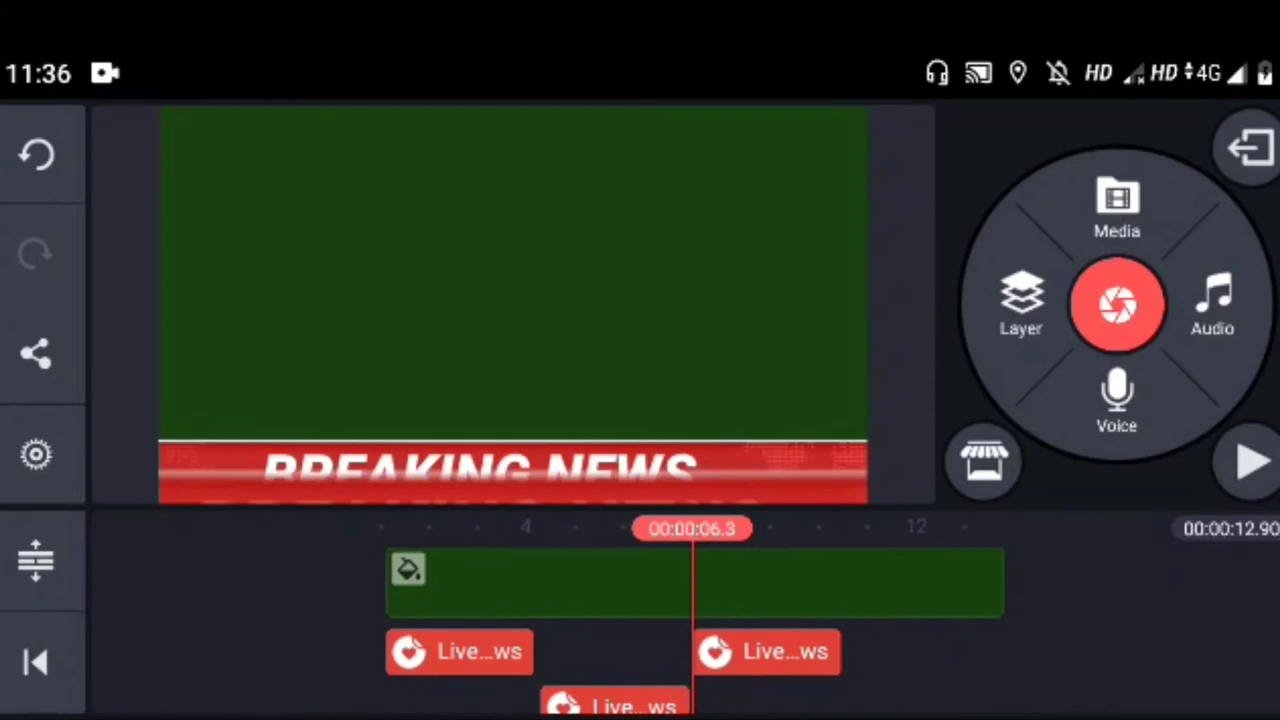 11:36
HD HD 4G
Media
Layer
Audio
Voice
BREAKING NEWS
4
00:00:06.3
12
00:00:12.90
Live...ws
Live...ws
Live...ws